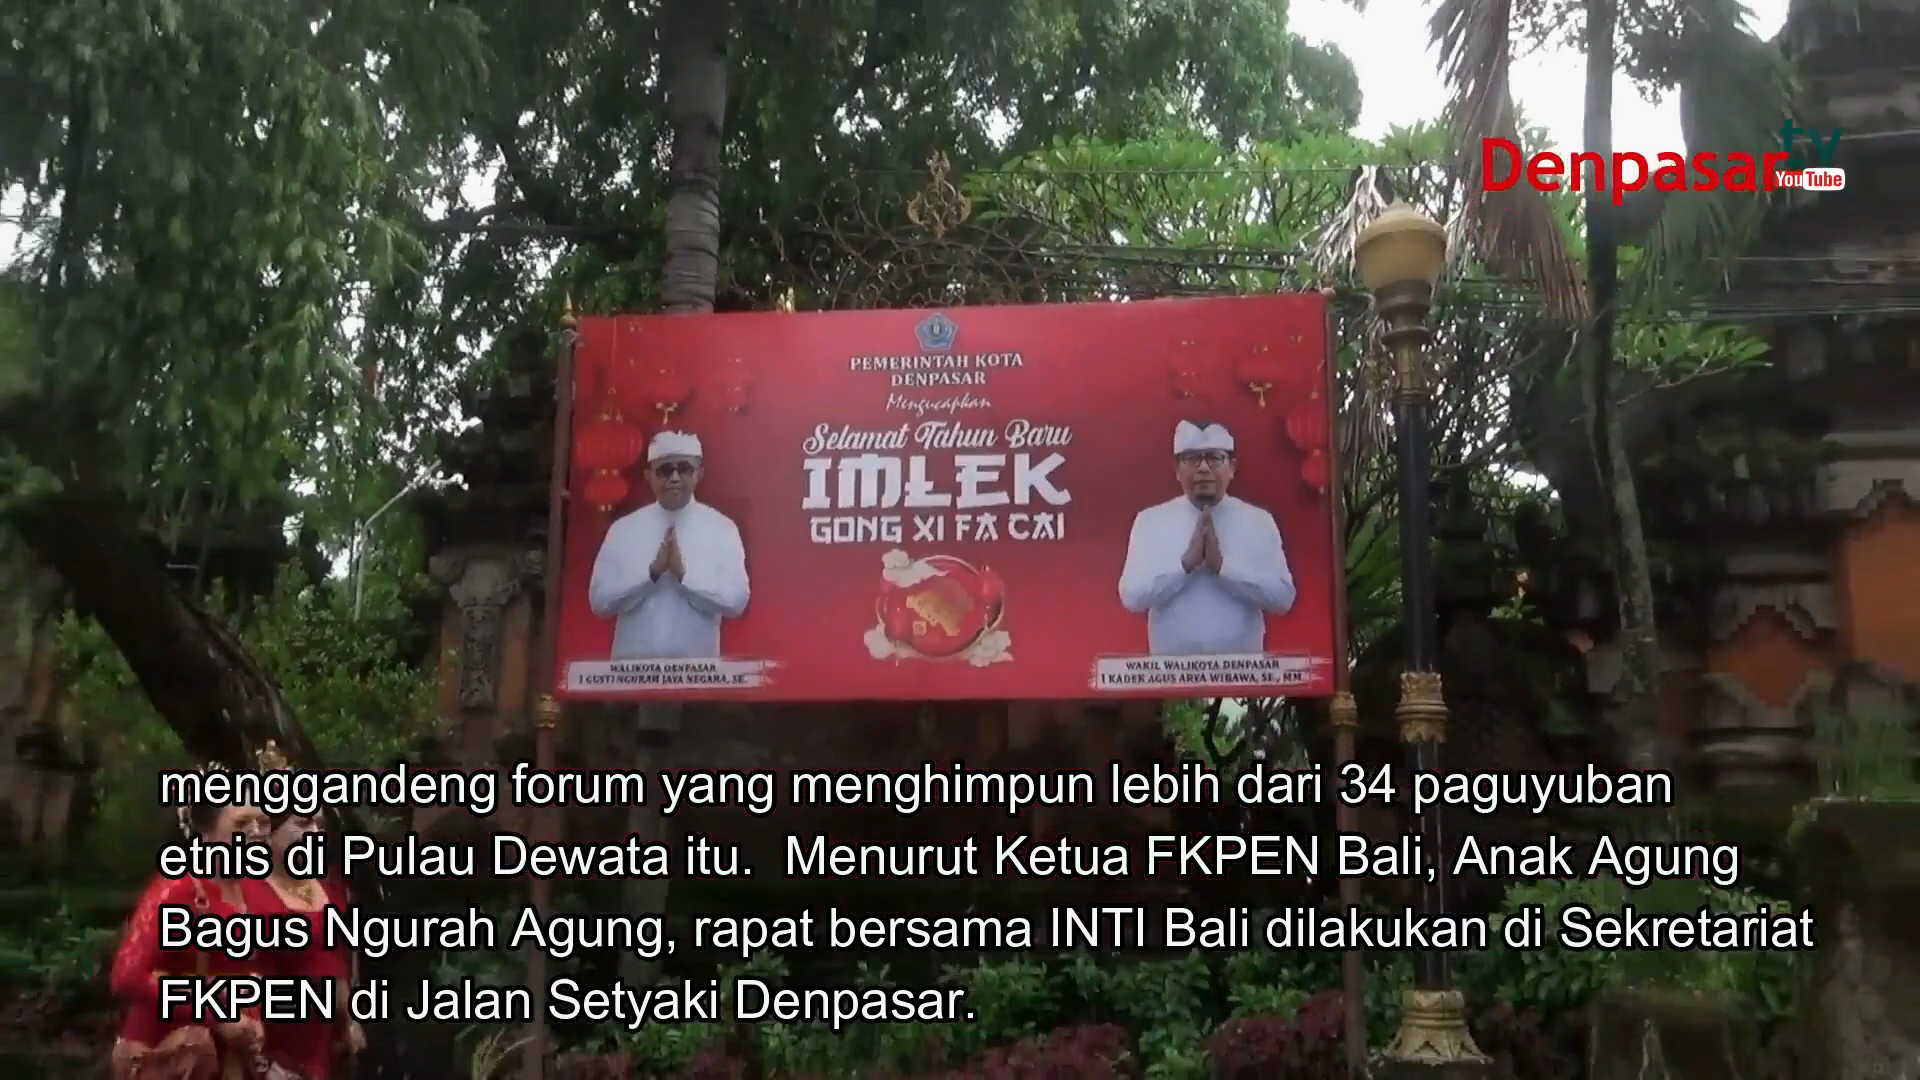 Denpasar tv
YouTube
PEMERINTAH KOTA
DENPASAR
Mengucapkan
Selamat Tahun Baru
IMLEK
GONG XI FA CAI
WALIKOTA DENPASAR
I GUSTI NGURAH JAYA NEGARA, SE.
WAKIL WALIKOTA DENPASAR
I KADEK AGUS ARYA WIBAWA, SE., MM
menggandeng forum yang menghimpun lebih dari 34 paguyuban
etnis di Pulau Dewata itu.  Menurut Ketua FKPEN Bali, Anak Agung
Bagus Ngurah Agung, rapat bersama INTI Bali dilakukan di Sekretariat
FKPEN di Jalan Setyaki Denpasar.